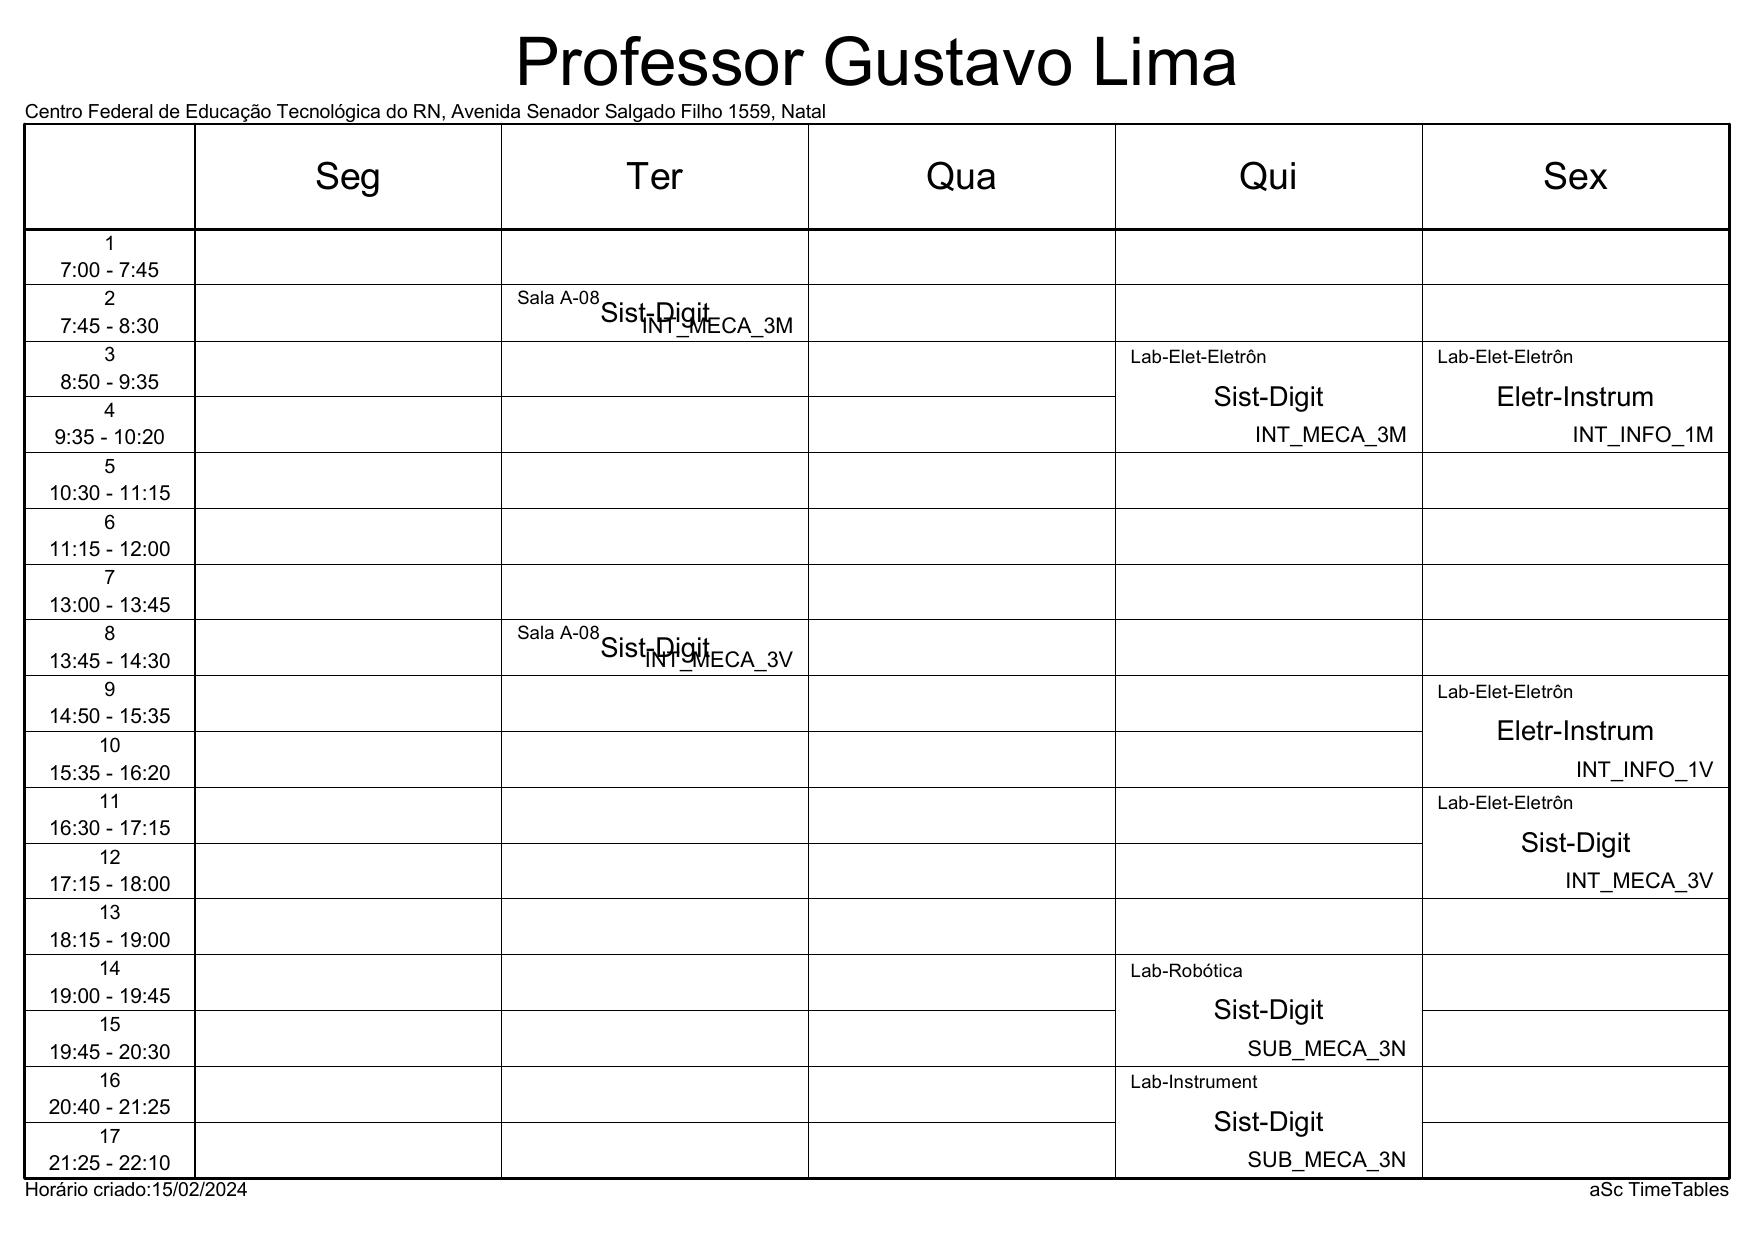 Professor Gustavo Lima
Centro Federal de Educação Tecnológica do RN, Avenida Senador Salgado Filho 1559, Natal
Seg Ter Qua Qui Sex
1
7:00 - 7:45
2
7:45 - 8:30
Sala A-08
Sist-Digit
INT_MECA_3M
3
8:50 - 9:35
4
9:35 - 10:20
Lab-Elet-Eletrôn
Sist-Digit
INT_MECA_3M
Lab-Elet-Eletrôn
Eletr-Instrum
INT_INFO_1M
5
10:30 - 11:15
6
11:15 - 12:00
7
13:00 - 13:45
8
13:45 - 14:30
Sala A-08
Sist-Digit
INT_MECA_3V
9
14:50 - 15:35
10
15:35 - 16:20
Lab-Elet-Eletrôn
Eletr-Instrum
INT_INFO_1V
11
16:30 - 17:15
12
17:15 - 18:00
Lab-Elet-Eletrôn
Sist-Digit
INT_MECA_3V
13
18:15 - 19:00
14
19:00 - 19:45
15
19:45 - 20:30
Lab-Robótica
Sist-Digit
SUB_MECA_3N
16
20:40 - 21:25
17
21:25 - 22:10
Lab-Instrument
Sist-Digit
SUB_MECA_3N
Horário criado:15/02/2024
aSc TimeTables